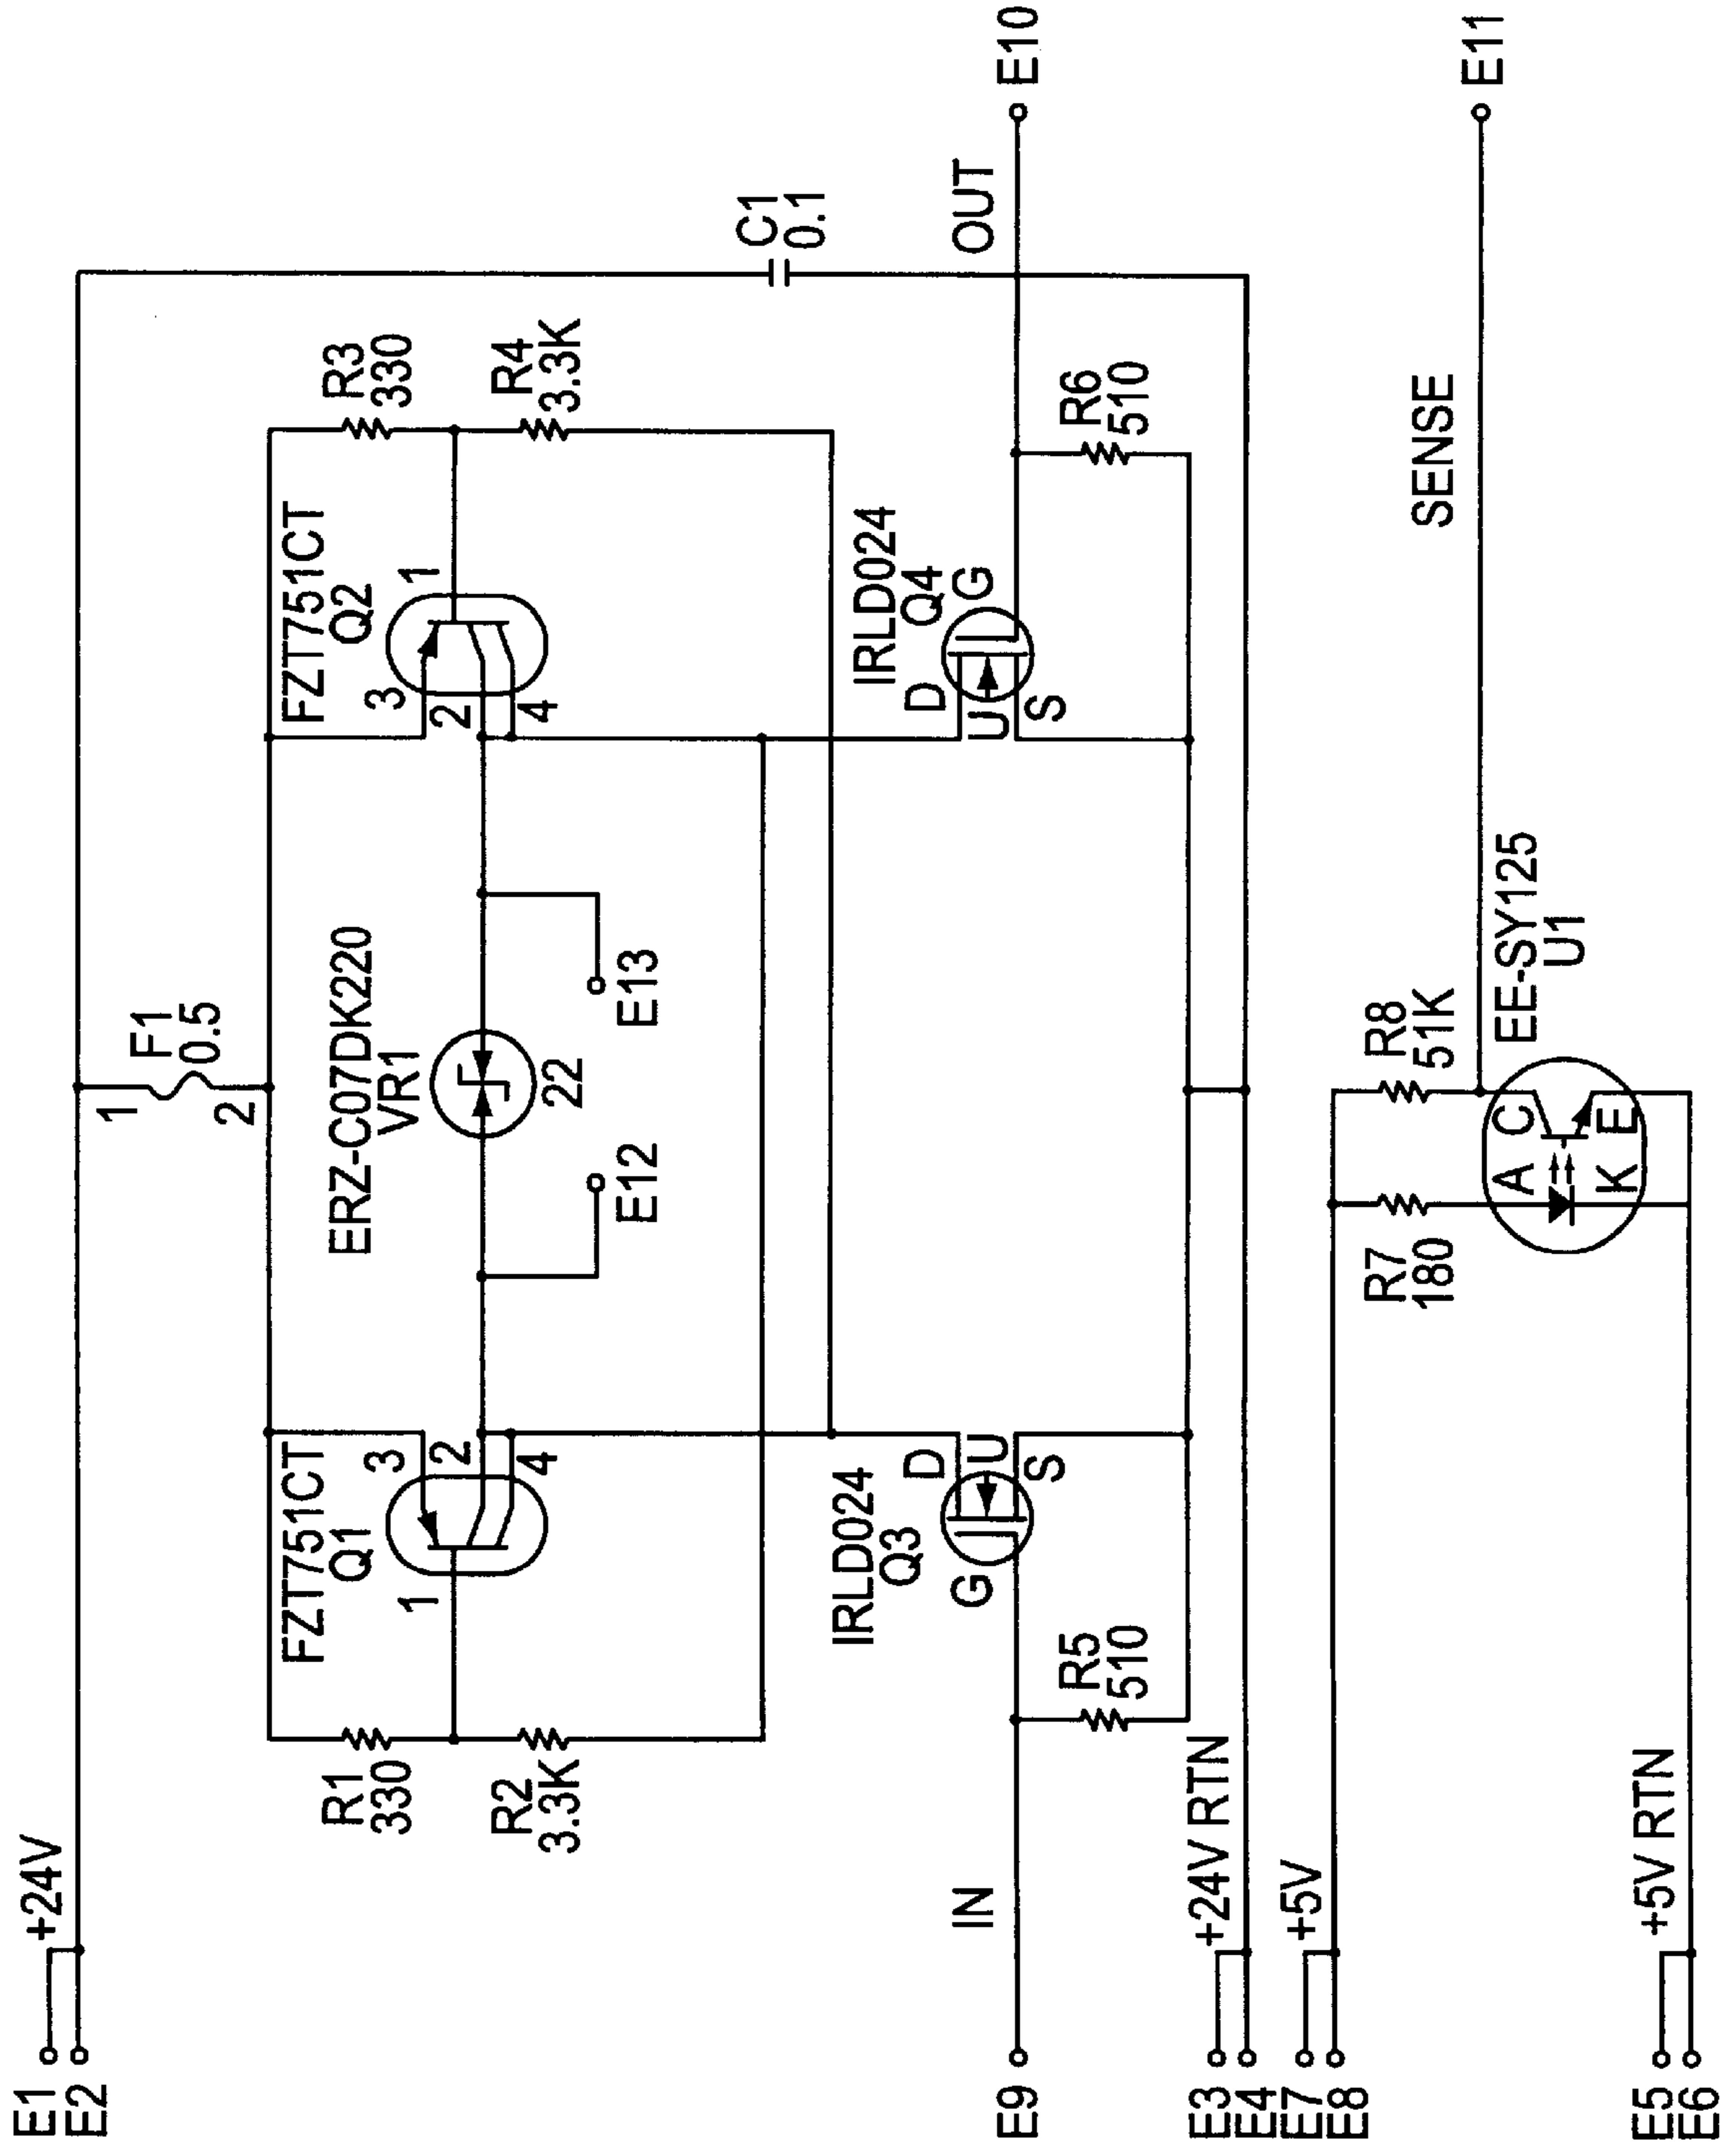 E1
E2
+24V
F1
0.5
1
2
FZT751CT
Q1
3
2
4
1
R1
330
R2
3.3K
ERZ-C07DK220
VR1
22
E12
E13
FZT751CT
Q2
3
2
4
1
R3
330
R4
3.3K
C1
0.1
IRLD024
Q3
D
U
S
G
IRLD024
Q4
D
U
S
G
E9
IN
R5
510
R6
510
OUT
E10
E3
E4
+24V RTN
E7
E8
+5V
R7
180
R8
51K
A
C
K
E
EE-SY125
U1
SENSE
E11
E5
E6
+5V RTN